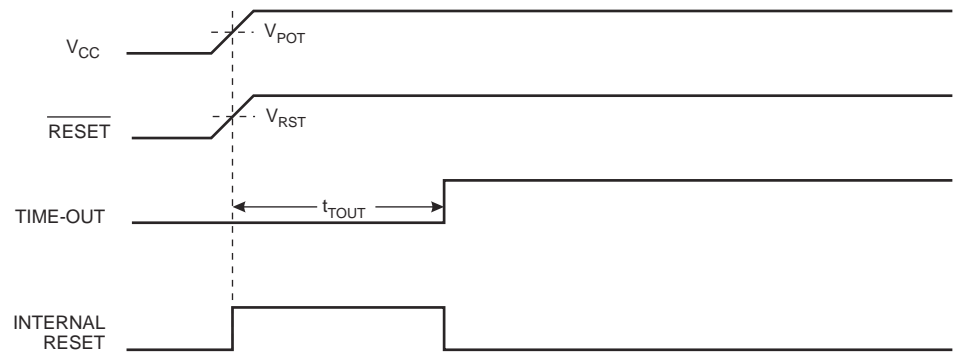 V_CC
V_POT
RESET
V_RST
TIME-OUT
t_TOUT
INTERNAL
RESET